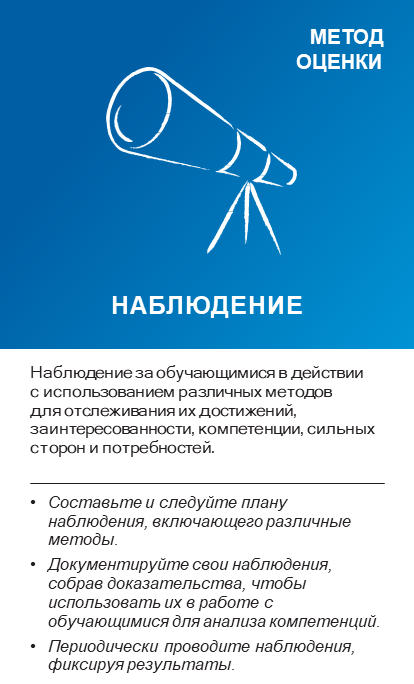 МЕТОД
ОЦЕНКИ
НАБЛЮДЕНИЕ
Наблюдение за обучающимися в действии
с использованием различных методов
для отслеживания их достижений,
заинтересованности, компетенции, сильных
сторон и потребностей.
• Составьте и следуйте плану
наблюдения, включающего различные
методы.
• Документируйте свои наблюдения,
собрав доказательства, чтобы
использовать их в работе с
обучающимися для анализа компетенций.
• Периодически проводите наблюдения,
фиксируя результаты.